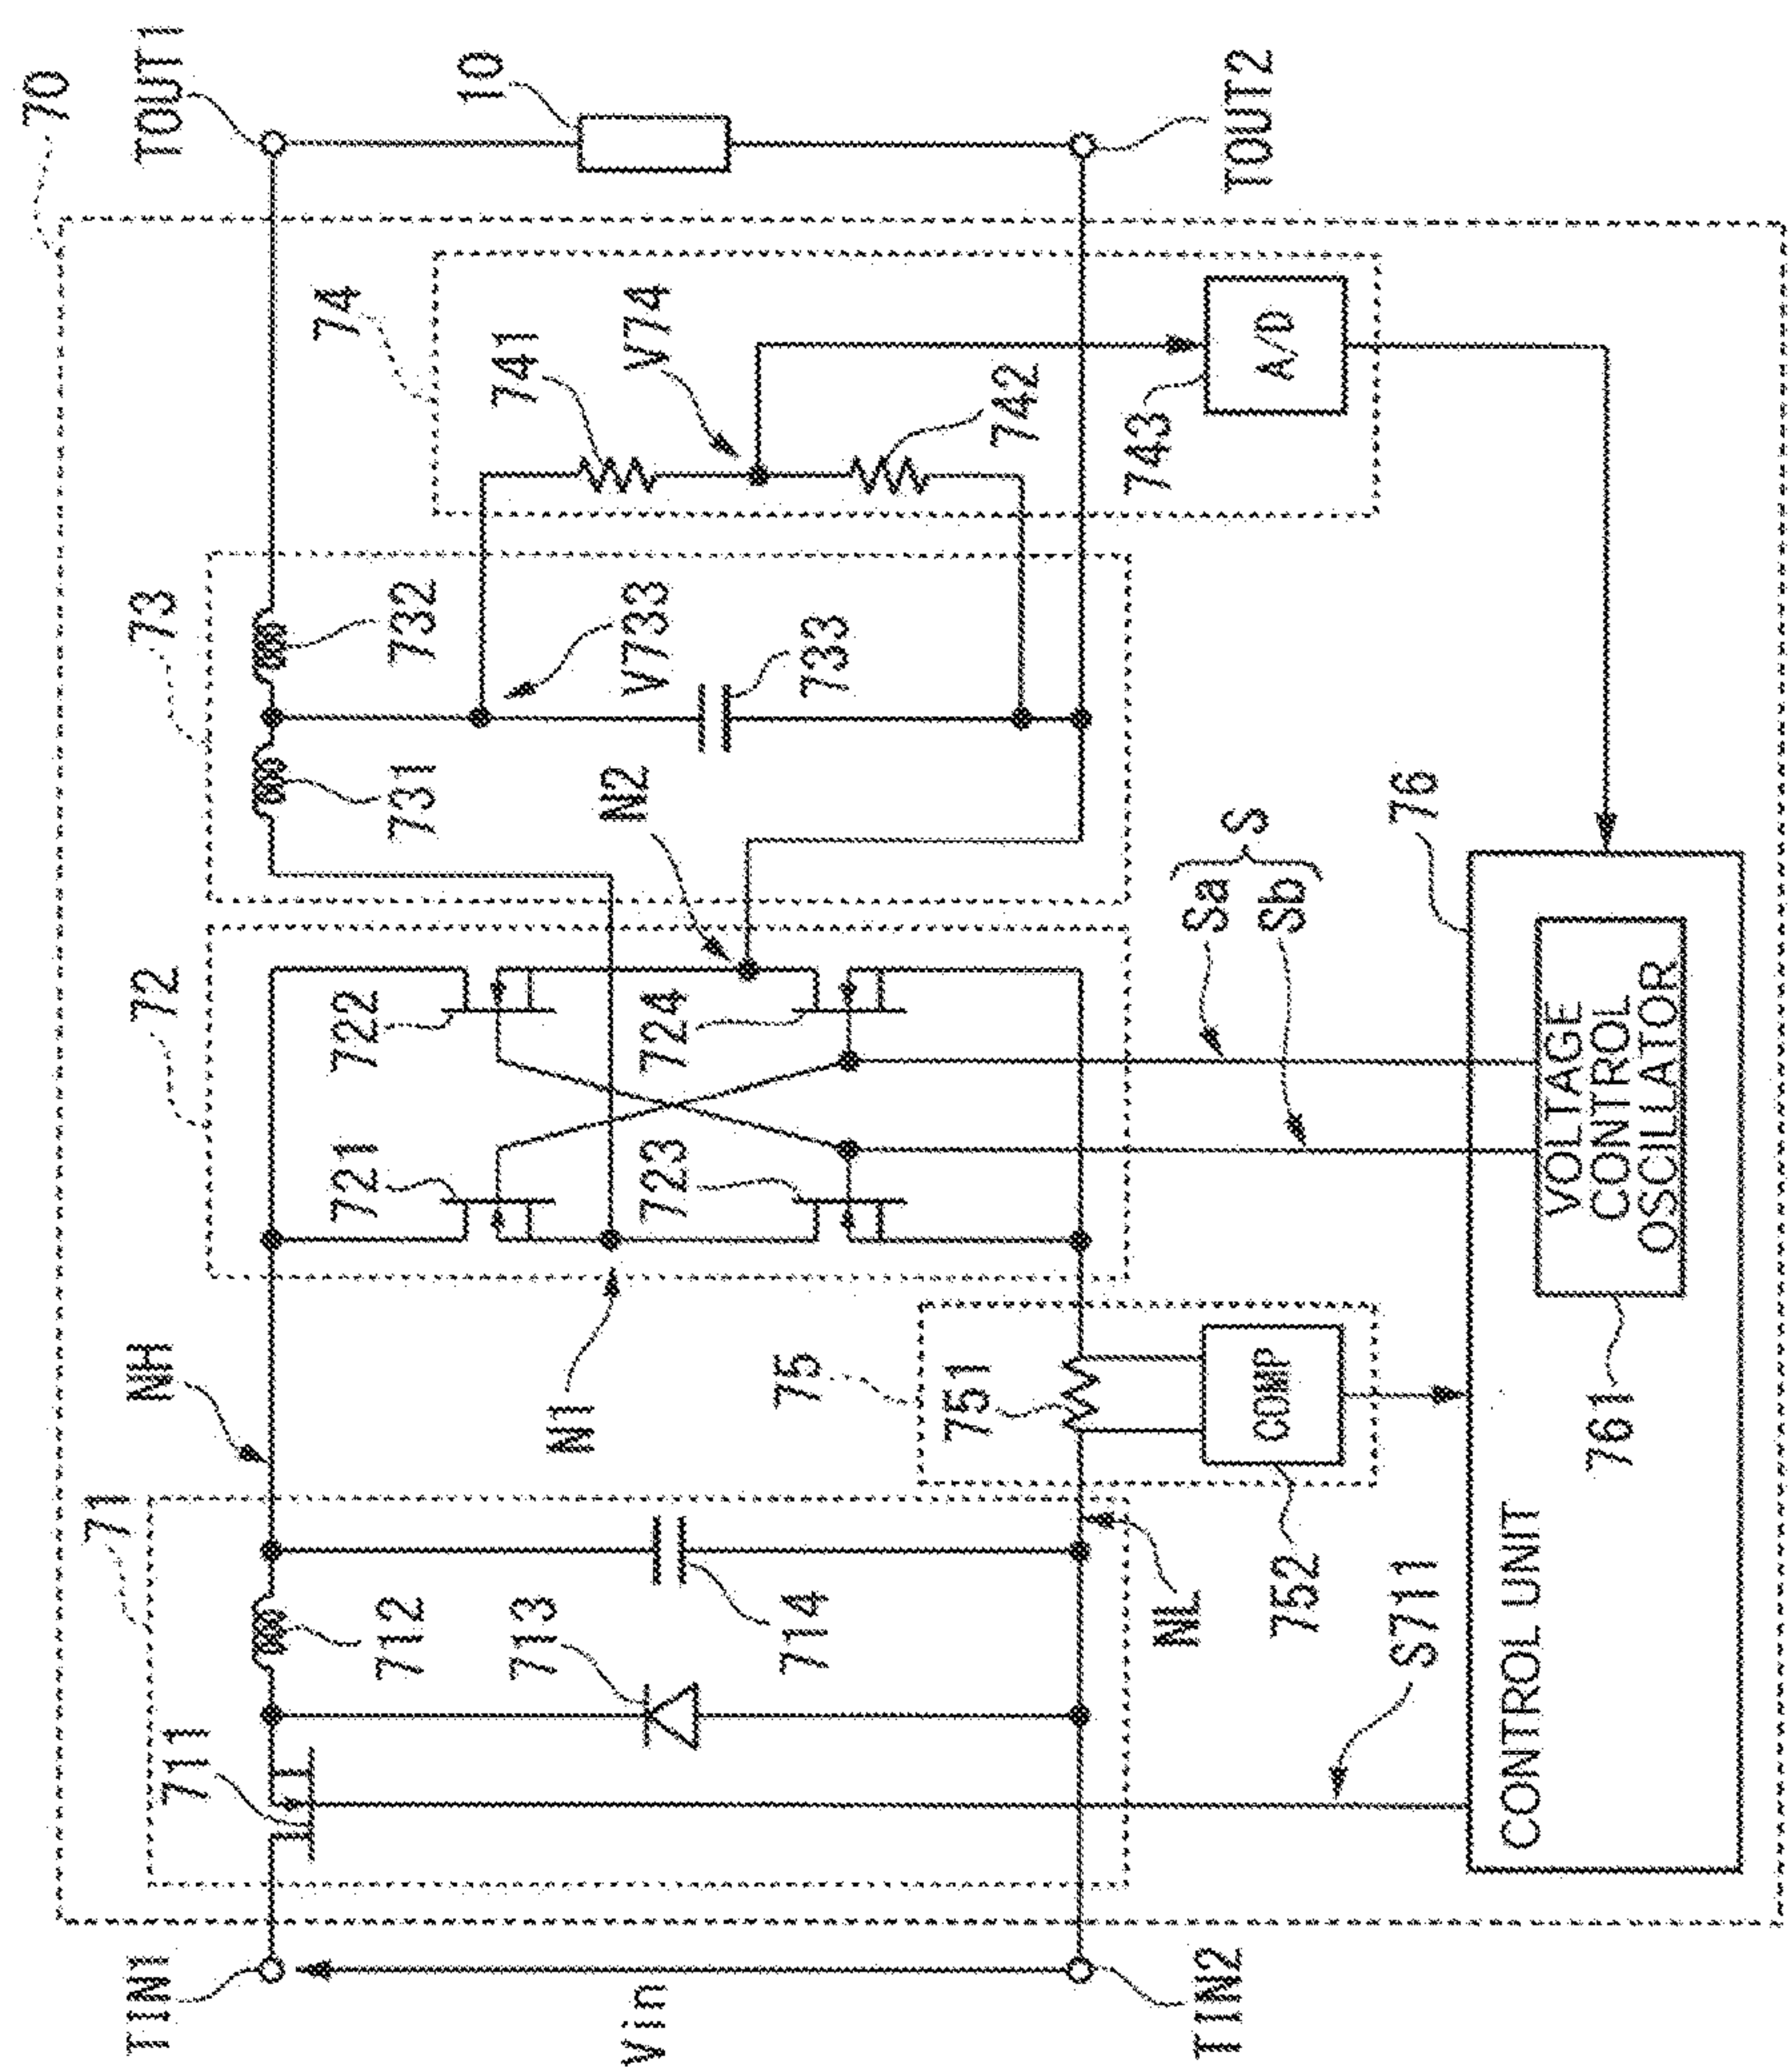 70
TOUT1
10
TOUT2
74
741
V74
742
743
A/D
73
732
V733
733
731
N2
76
S
Sa
Sb
72
722
724
721
723
VOLTAGE
CONTROL
OSCILLATOR
NH
N1
75
751
COMP
761
71
712
713
714
NL
752
S711
CONTROL UNIT
711
TIN1
Vin
TIN2